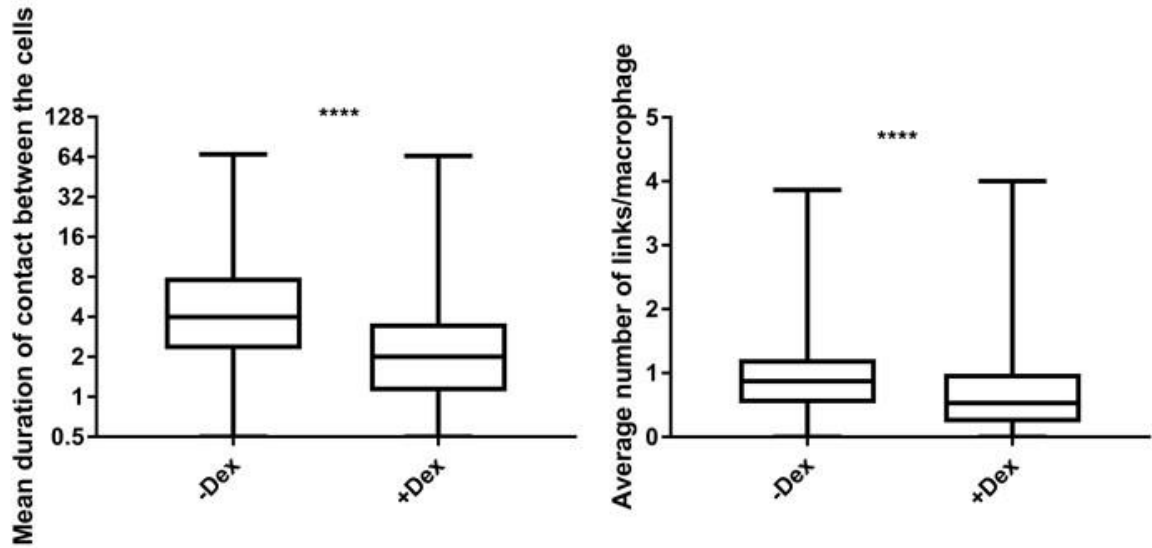 Mean duration of contact between the cells
128
64
32
16
8
4
2
1
0.5
****
-Dex
+Dex
Average number of links/macrophage
5
4
3
2
1
0
****
-Dex
+Dex